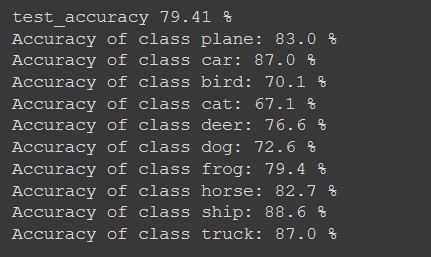 test_accuracy 79.41 %
Accuracy of class plane: 83.0 %
Accuracy of class car: 87.0 %
Accuracy of class bird: 70.1 %
Accuracy of class cat: 67.1 %
Accuracy of class deer: 76.6 %
Accuracy of class dog: 72.6 %
Accuracy of class frog: 79.4 %
Accuracy of class horse: 82.7 %
Accuracy of class ship: 88.6 %
Accuracy of class truck: 87.0 %